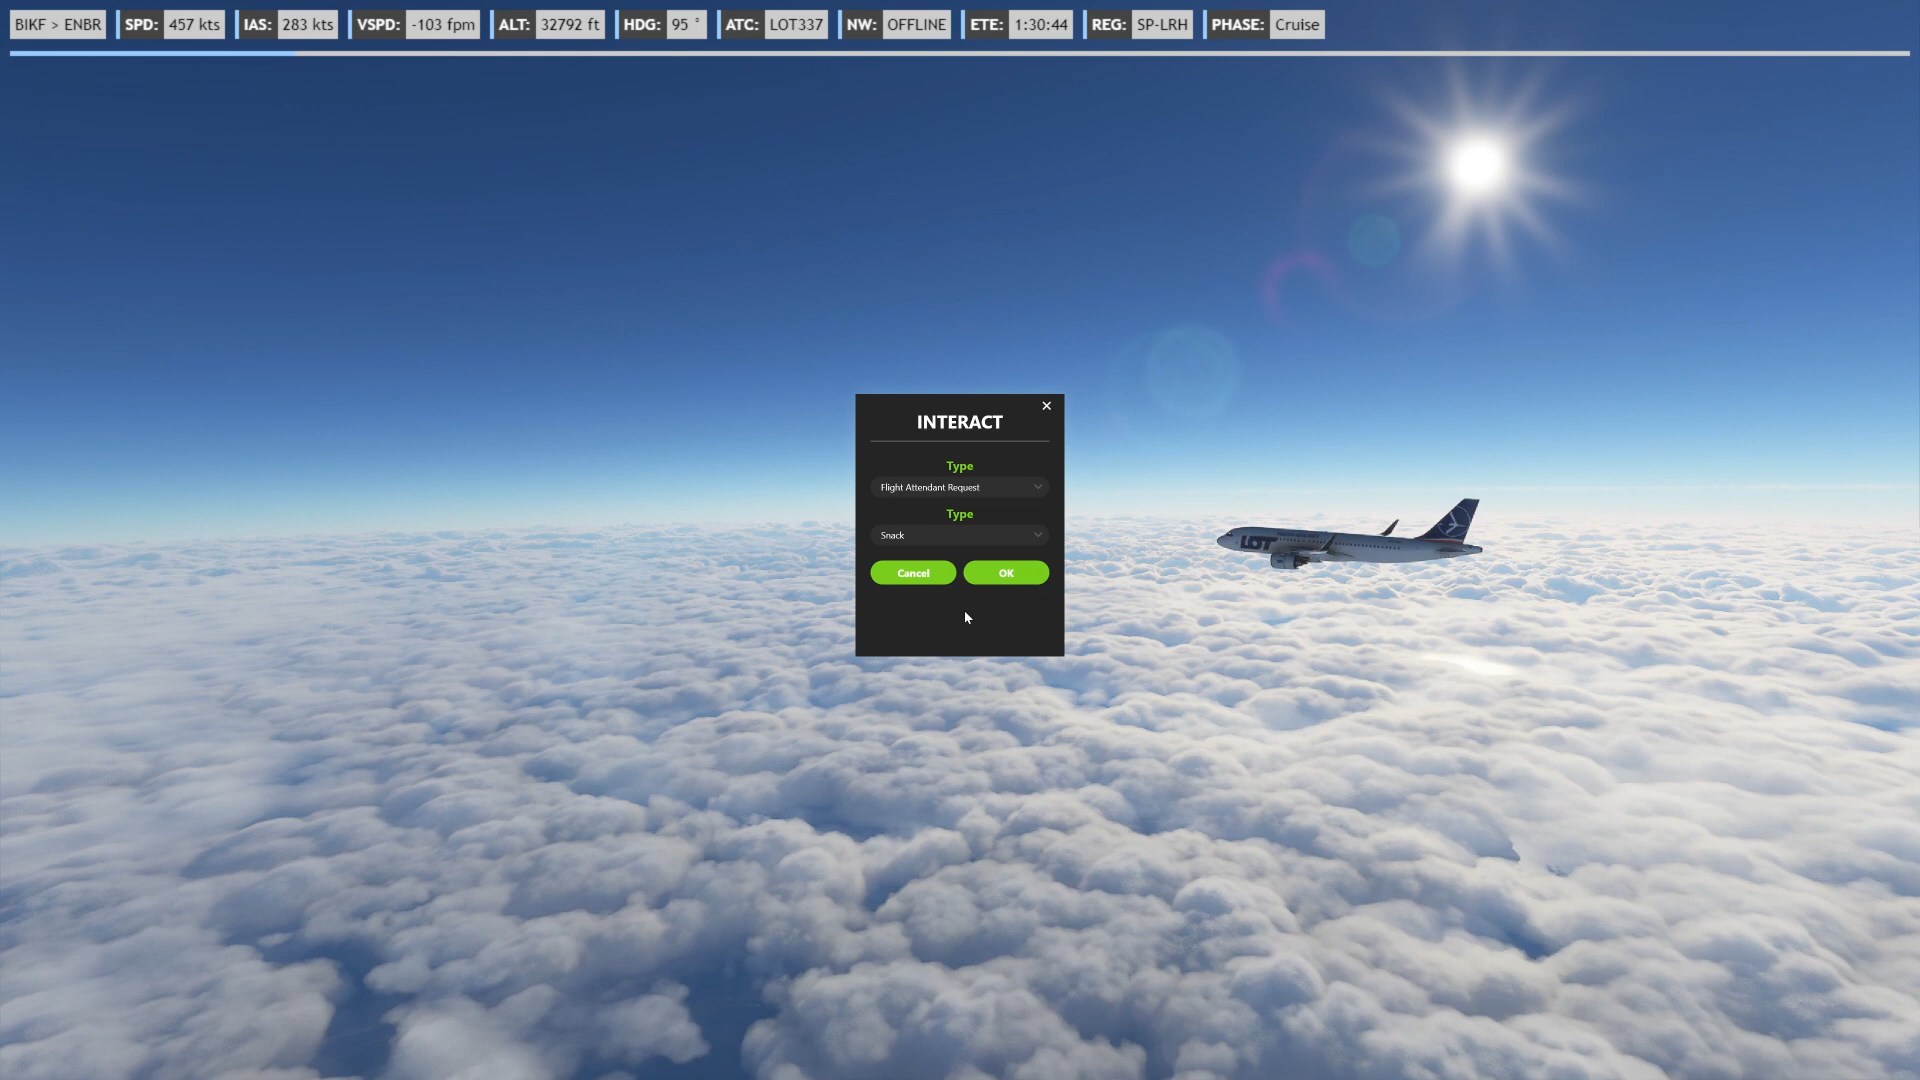 BIKF > ENBR SPD: 457 kts IAS: 283 kts VSPD: -103 fpm ALT: 32792 ft HDG: 95 ° ATC: LOT337 NW: OFFLINE ETE: 1:30:44 REG: SP-LRH PHASE: Cruise
INTERACT
Type
Flight Attendant Request
Type
Snack
Cancel OK
LOT